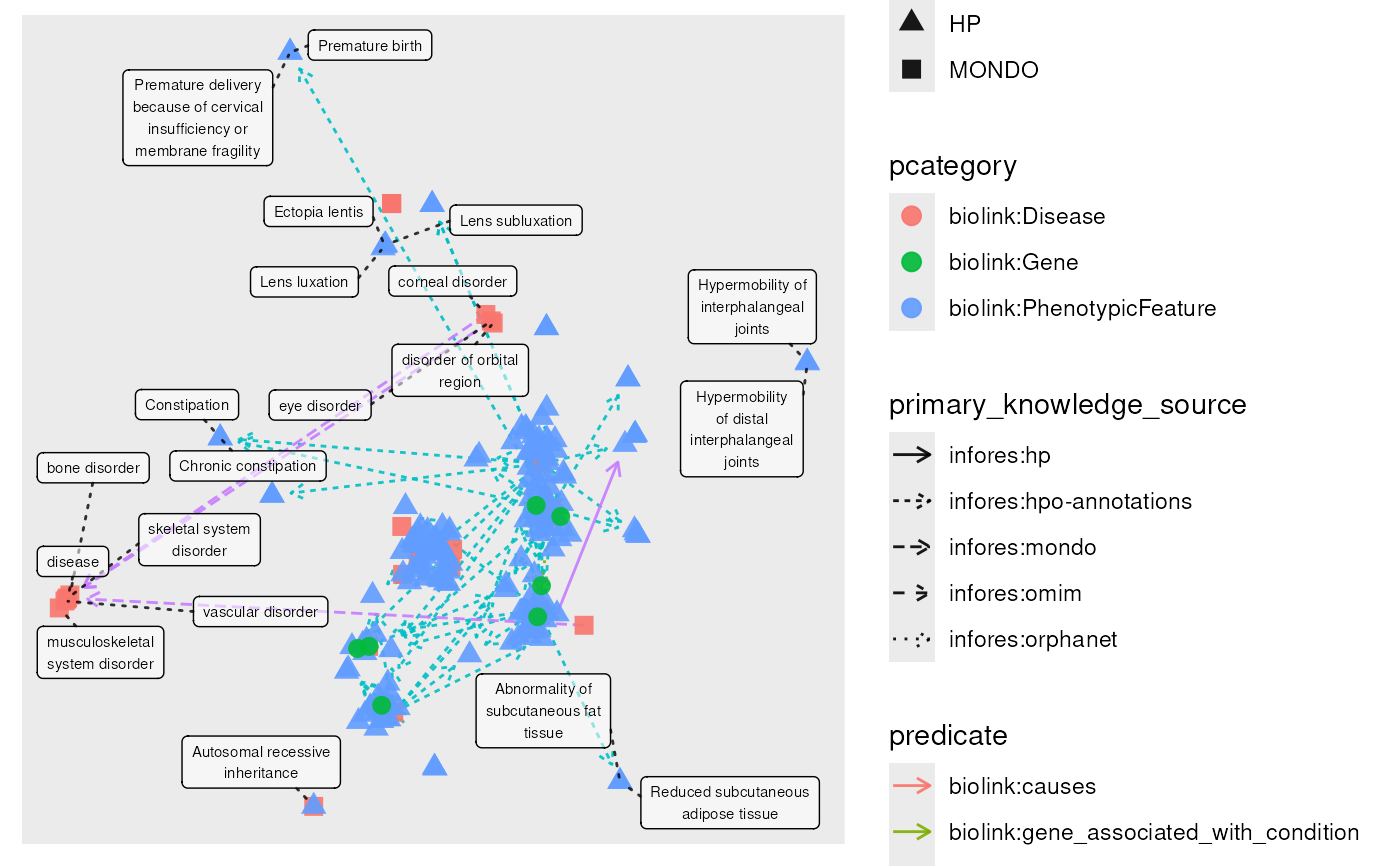 Premature birth
Premature delivery
because of cervical
insufficiency or
membrane fragility
Ectopia lentis
Lens subluxation
Lens luxation
corneal disorder
Hypermobility of
interphalangeal
joints
disorder of orbital
region
Constipation
eye disorder
Hypermobility
of distal
interphalangeal
joints
bone disorder
Chronic constipation
skeletal system
disorder
disease
vascular disorder
musculoskeletal
system disorder
Abnormality of
subcutaneous fat
tissue
Autosomal recessive
inheritance
Reduced subcutaneous
adipose tissue
HP
MONDO
pcategory
biolink:Disease
biolink:Gene
biolink:PhenotypicFeature
primary_knowledge_source
infores:hp
infores:hpo-annotations
infores:mondo
infores:omim
infores:orphanet
predicate
biolink:causes
biolink:gene_associated_with_condition